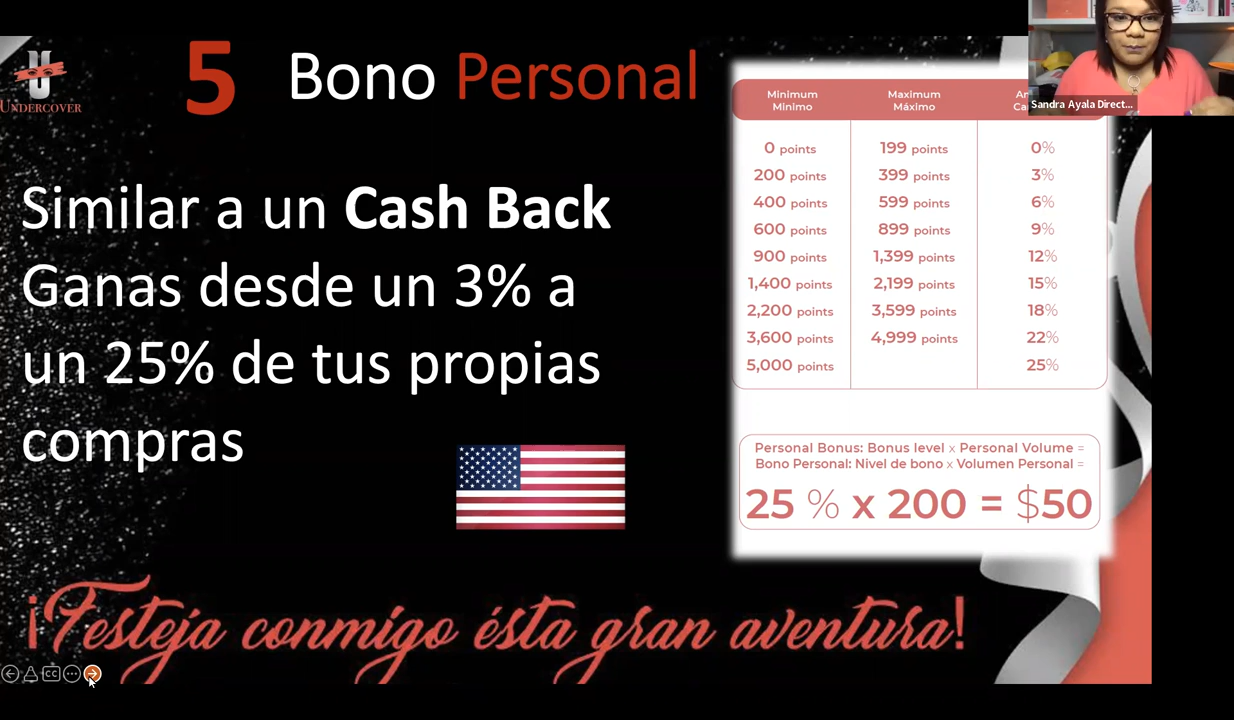 UNDERCOVER
5 Bono Personal
Similar a un Cash Back
Ganas desde un 3% a
un 25% de tus propias
compras
Minimum
Minimo
Maximum
Máximo
0 points 199 points 0%
200 points 399 points 3%
400 points 599 points 6%
600 points 899 points 9%
900 points 1,399 points 12%
1,400 points 2,199 points 15%
2,200 points 3,599 points 18%
3,600 points 4,999 points 22%
5,000 points 25%
Personal Bonus: Bonus level x Personal Volume =
Bono Personal: Nivel de bono x Volumen Personal =
25 % x 200 = $50
¡Festeja conmigo ésta gran aventura!
Sandra Ayala Direct...
CC